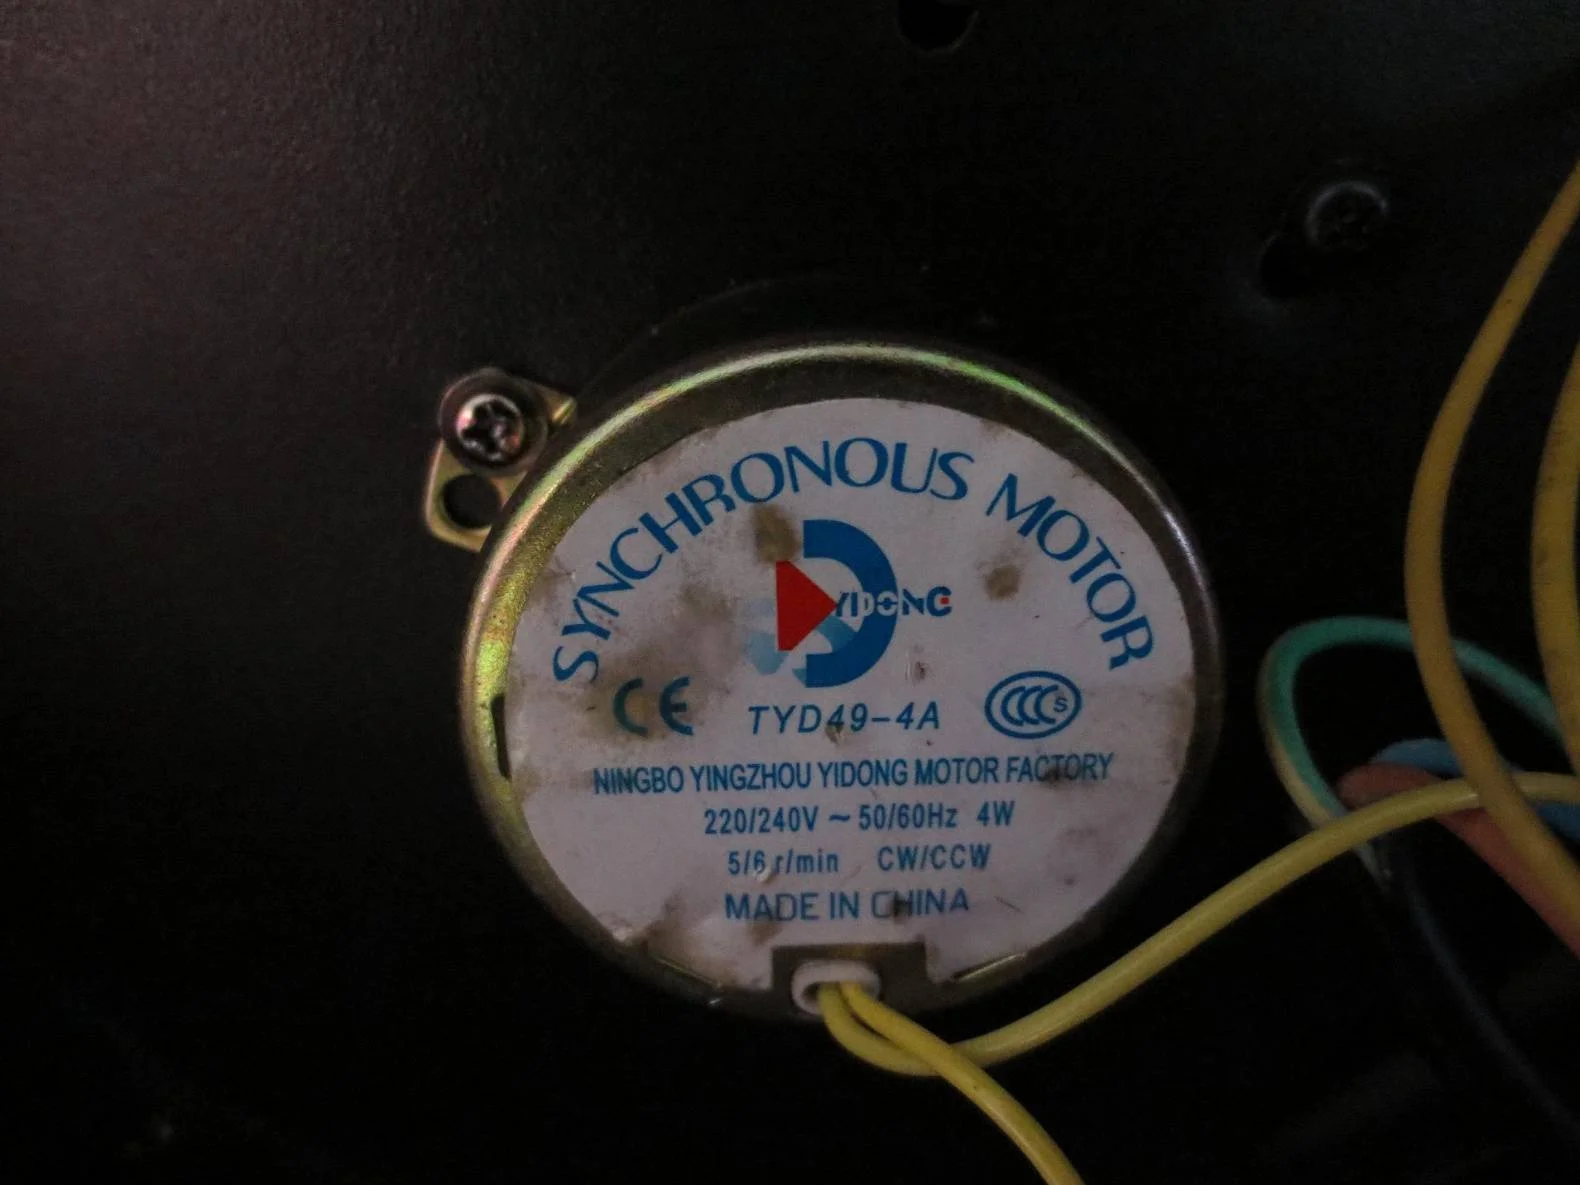 SYNCHRONOUS MOTOR
YIDONG
CE
TYD49-4A
CCC S
NINGBO YINGZHOU YIDONG MOTOR FACTORY
220/240V ~ 50/60Hz 4W
5/6 r/min CW/CCW
MADE IN CHINA